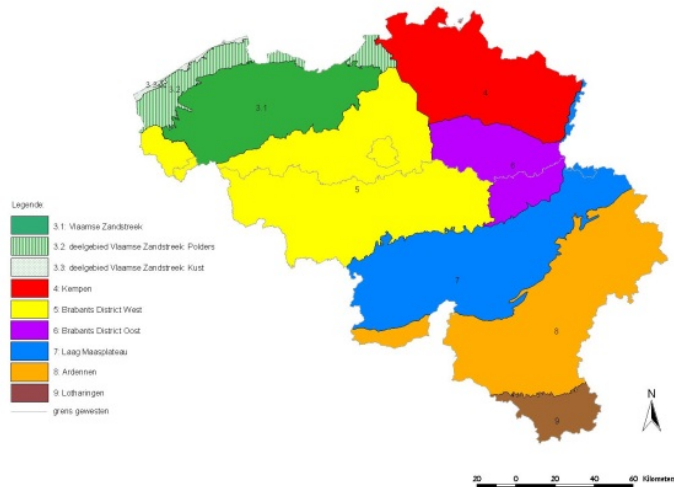 4
3.3
3.2
3.1
6
5
Legende:
3.1: Vlaamse Zandstreek
3.2: deelgebied Vlaamse Zandstreek: Polders
3.3: deelgebied Vlaamse Zandstreek: Kust
4: Kempen
5: Brabants District West
6: Brabants District Oost
7: Laag Maasplateau
8: Ardennen
9: Lotharingen
grens gewesten
7
8
9
N
20 0 20 40 60 Kilometers